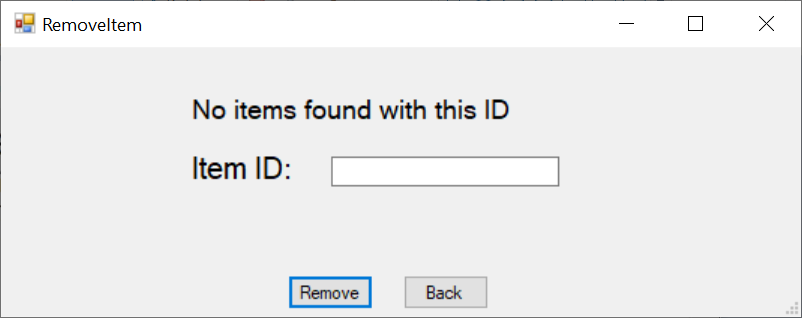 RemoveItem
No items found with this ID
Item ID:
Remove Back